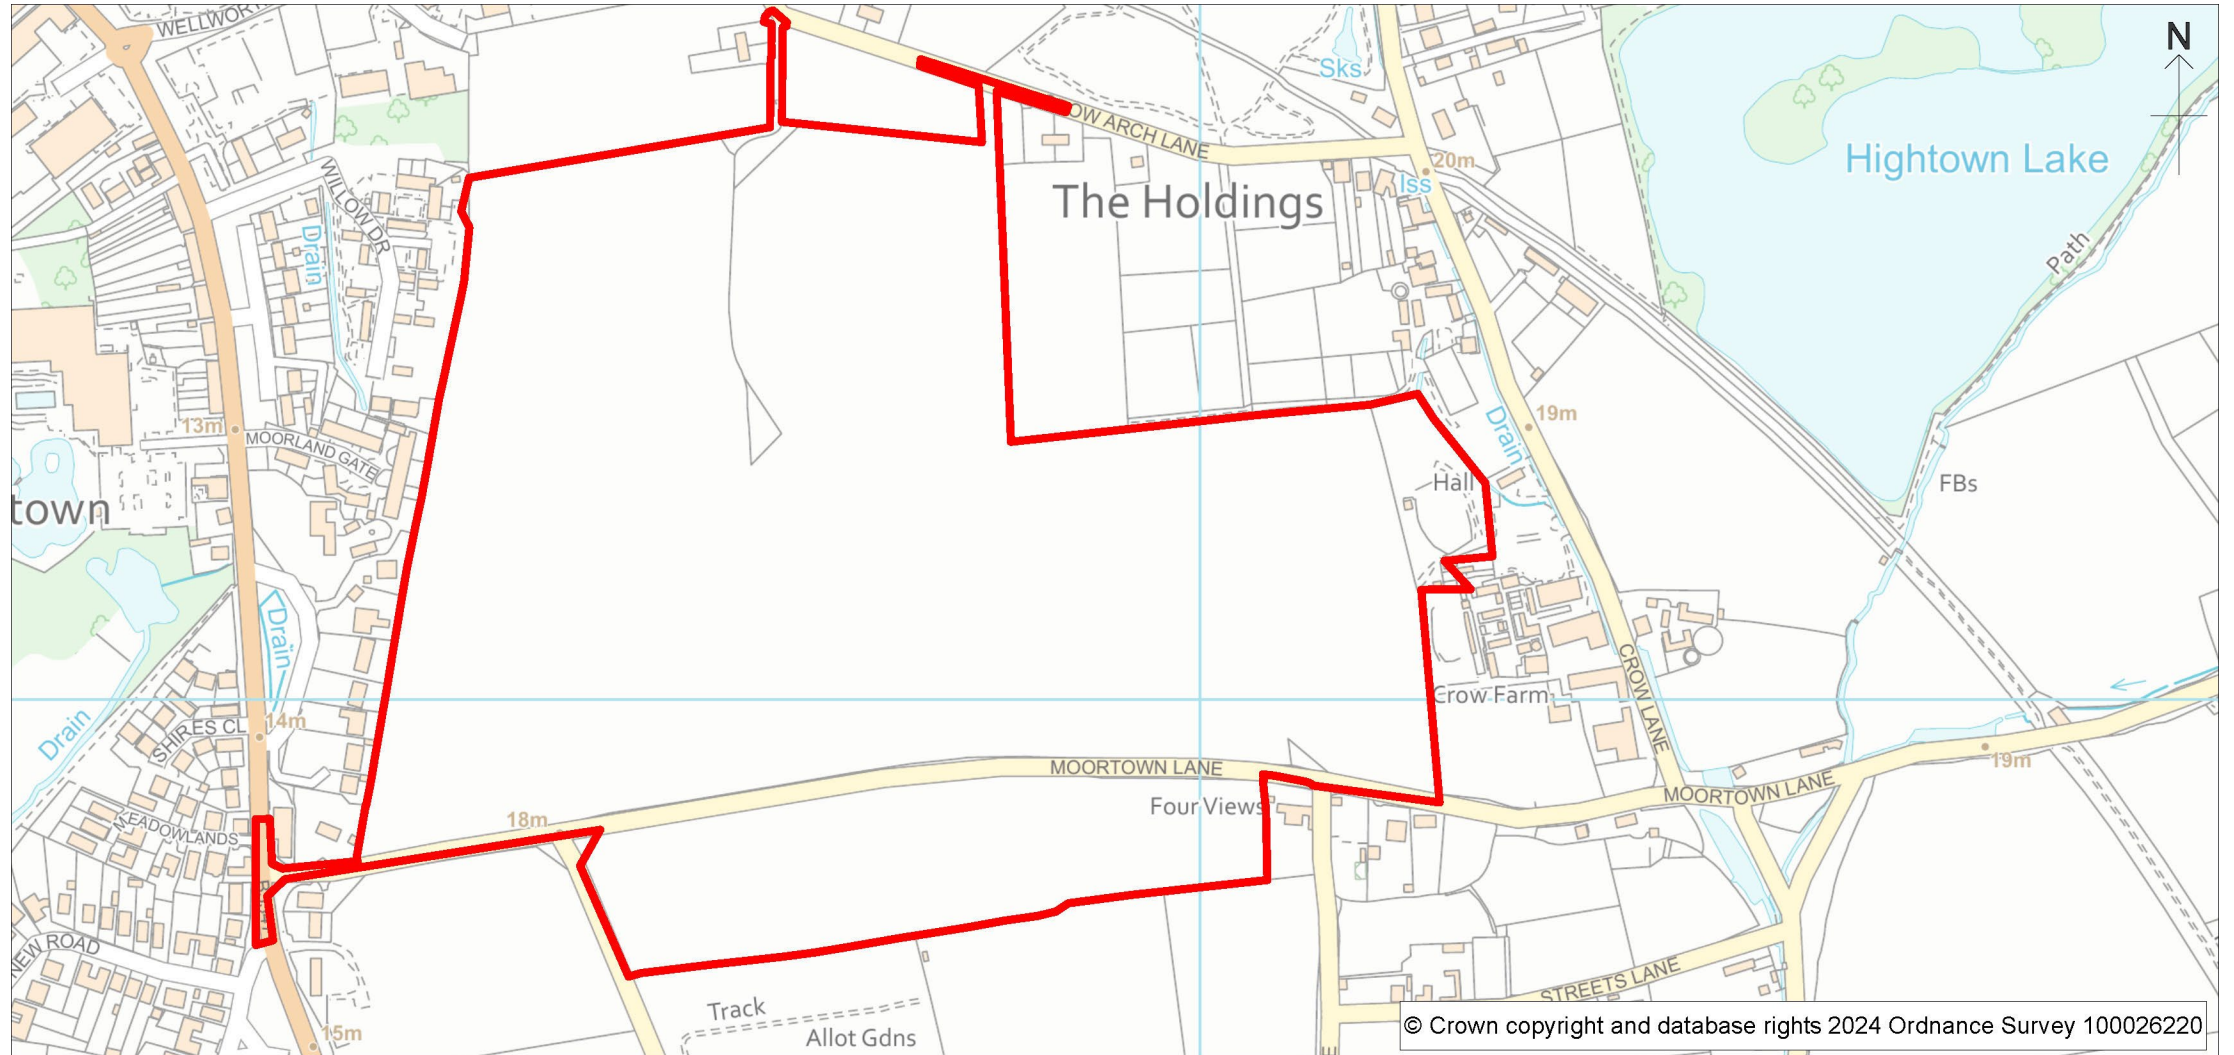 WELLWORT
N
Sks
OW ARCH LANE
20m
Hightown Lake
Iss
The Holdings
WILLOW DR
Drain
Path
13m
MOORLAND GATE
19m
Drain
Hall
FBs
town
Drain
CROW LANE
Crow Farm
SHIRES CL
14m
Drain
MOORTOWN LANE
19m
MOORTOWN LANE
Four Views
18m
MEADOWLANDS
NEW ROAD
STREETS LANE
Track
Allot Gdns
15m
© Crown copyright and database rights 2024 Ordnance Survey 100026220